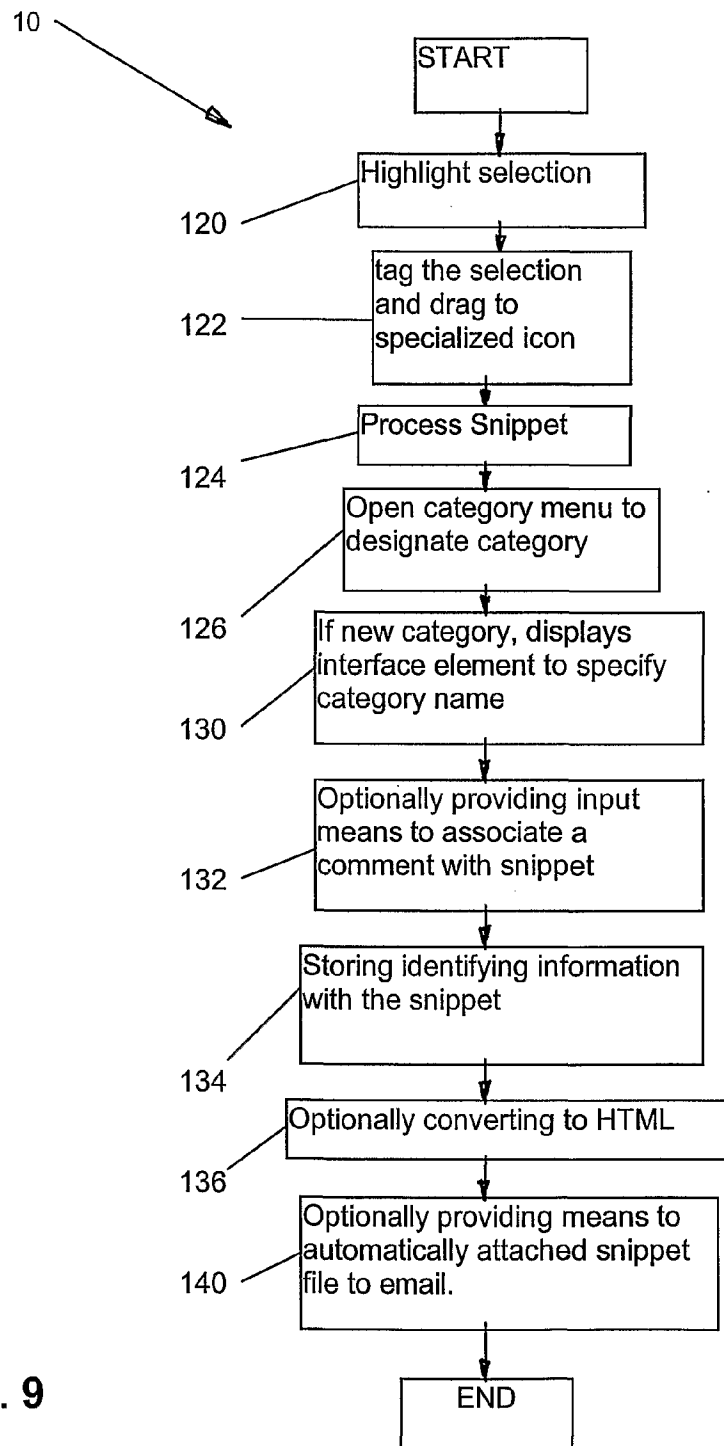 10
START
Highlight selection
120
tag the selection
and drag to
specialized icon
122
Process Snippet
124
Open category menu to
designate category
126
If new category, displays
interface element to specify
category name
130
Optionally providing input
means to associate a
comment with snippet
132
Storing identifying information
with the snippet
134
Optionally converting to HTML
136
Optionally providing means to
automatically attached snippet
file to email.
140
. 9
END